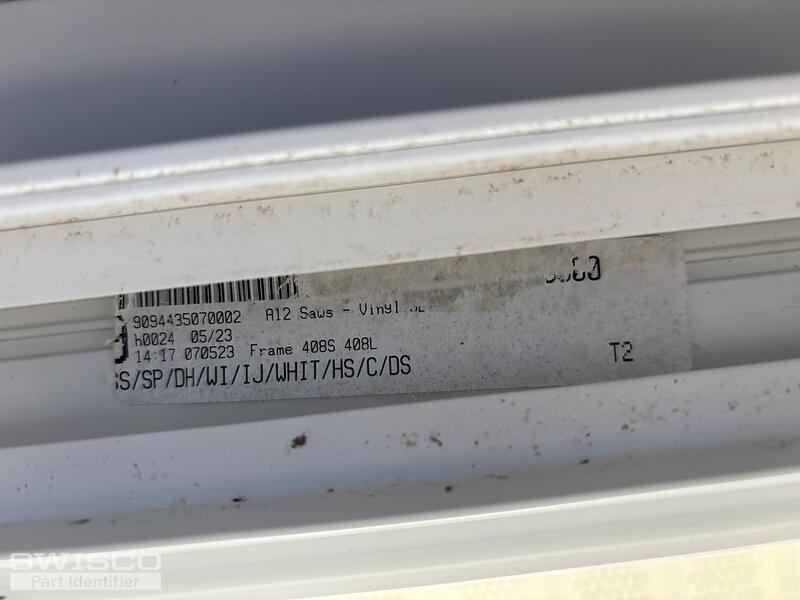 9094435070002 A12 Saws - Vinyl
h0024 05/23
14:17 070523 Frame 408S 408L
SS/SP/DH/WI/IJ/WHIT/HS/C/DS
T2
SWISCO
Part Identifier